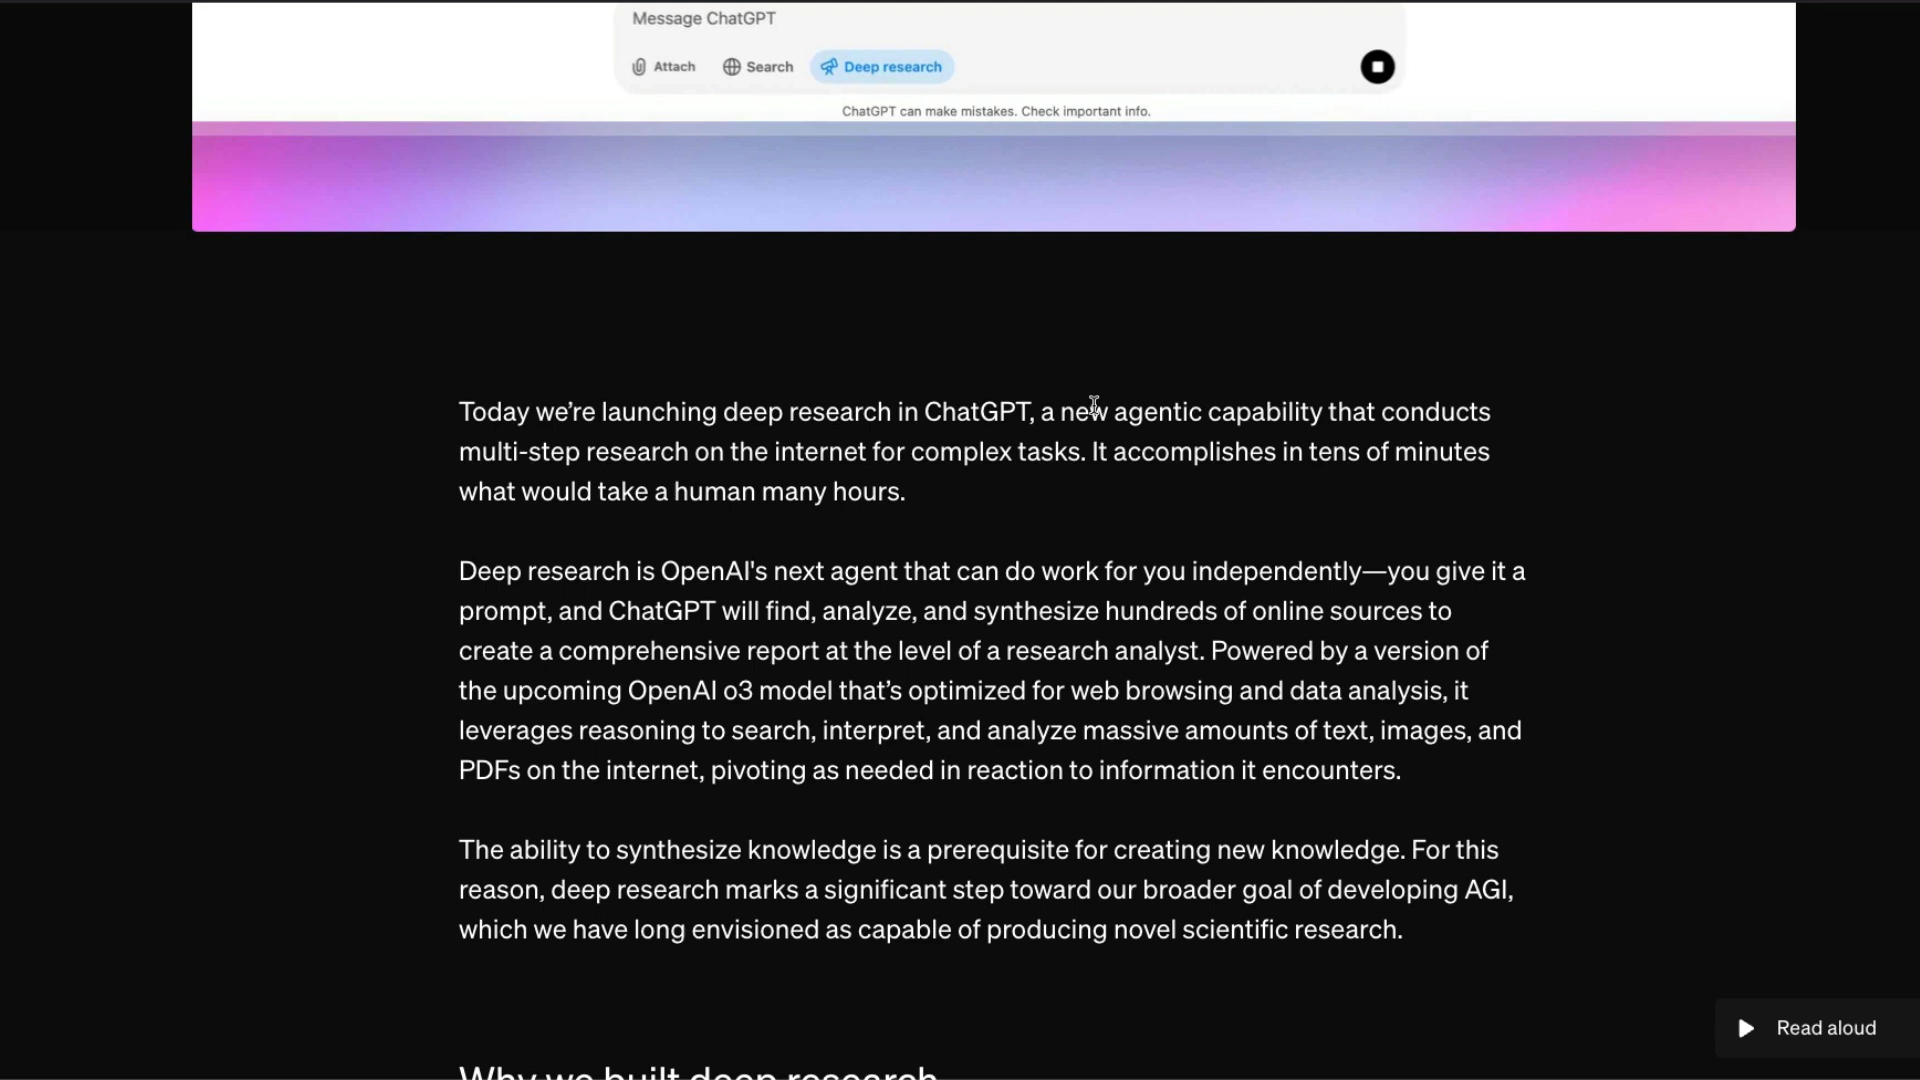 Message ChatGPT
Attach Search Deep research
ChatGPT can make mistakes. Check important info.
Today we’re launching deep research in ChatGPT, a new agentic capability that conducts
multi-step research on the internet for complex tasks. It accomplishes in tens of minutes
what would take a human many hours.
Deep research is OpenAI's next agent that can do work for you independently—you give it a
prompt, and ChatGPT will find, analyze, and synthesize hundreds of online sources to
create a comprehensive report at the level of a research analyst. Powered by a version of
the upcoming OpenAI o3 model that’s optimized for web browsing and data analysis, it
leverages reasoning to search, interpret, and analyze massive amounts of text, images, and
PDFs on the internet, pivoting as needed in reaction to information it encounters.
The ability to synthesize knowledge is a prerequisite for creating new knowledge. For this
reason, deep research marks a significant step toward our broader goal of developing AGI,
which we have long envisioned as capable of producing novel scientific research.
Read aloud
Why we built deep research